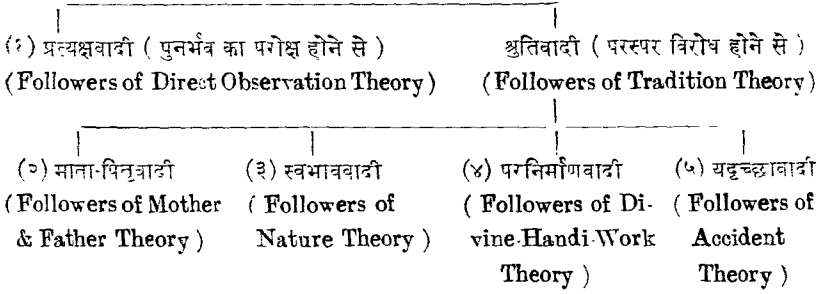 (१) प्रत्यक्षवादी ( पुनर्भव का परोक्ष होने से ) श्रुतिवादी ( परस्पर विरोध होने से )
(Followers of Direct Observation Theory) (Followers of Tradition Theory)
(२) माता-पितृवादी (३) स्वभाववादी (४) परनिर्माणवादी (५) यदृच्छावादी
(Followers of Mother ( Followers of ( Followers of Di- ( Followers of
& Father Theory ) Nature Theory ) vine-Handi-Work Accident
Theory ) Theory )